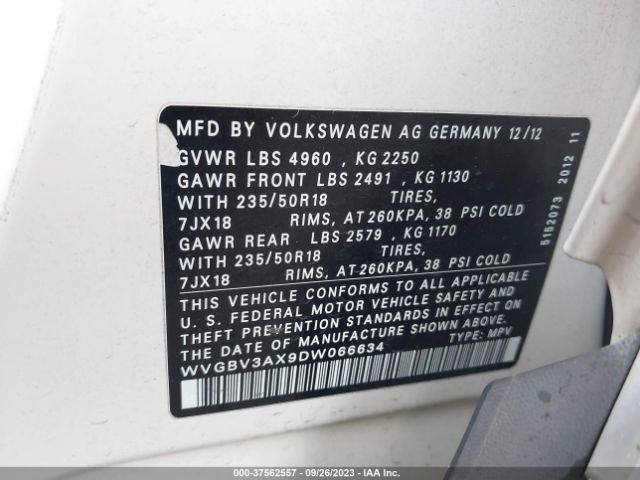 MFD BY VOLKSWAGEN AG GERMANY 12/12
GVWR LBS 4960 , KG 2250
GAWR FRONT LBS 2491 , KG 1130
WITH 235/50R18 TIRES,
7JX18 RIMS, AT 260KPA, 38 PSI COLD
GAWR REAR LBS 2579 , KG 1170
WITH 235/50R18 TIRES,
7JX18 RIMS, AT 260KPA, 38 PSI COLD
THIS VEHICLE CONFORMS TO ALL APPLICABLE
U. S. FEDERAL MOTOR VEHICLE SAFETY AND
THEFT PREVENTION STANDARDS IN EFFECT ON
THE DATE OF MANUFACTURE SHOWN ABOVE.
WVGBV3AX9DW066634 TYPE: MPV
5152073 2012 11
000-37562557 - 09/26/2023 - IAA Inc.